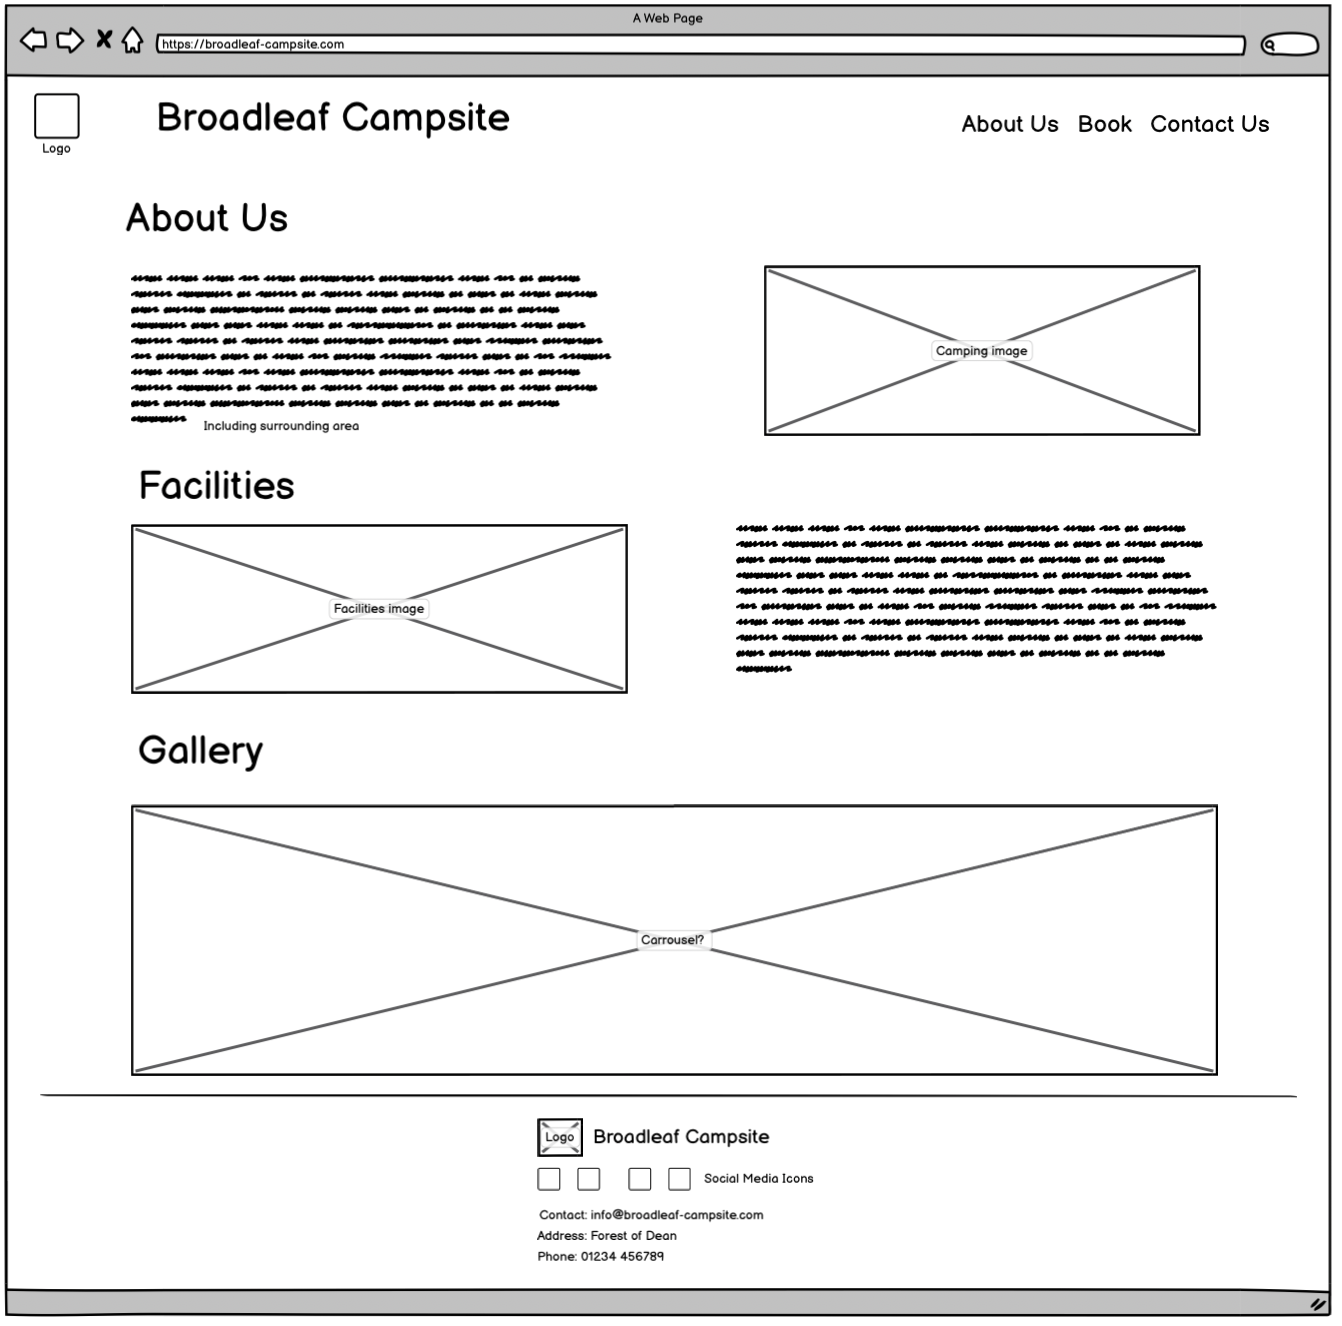 A Web Page
https://broadleaf-campsite.com
Logo
Broadleaf Campsite
About Us Book Contact Us
About Us
Including surrounding area
Camping image
Facilities
Facilities image
Gallery
Carrousel?
Logo
Broadleaf Campsite
Social Media Icons
Contact: info@broadleaf-campsite.com
Address: Forest of Dean
Phone: 01234 456789